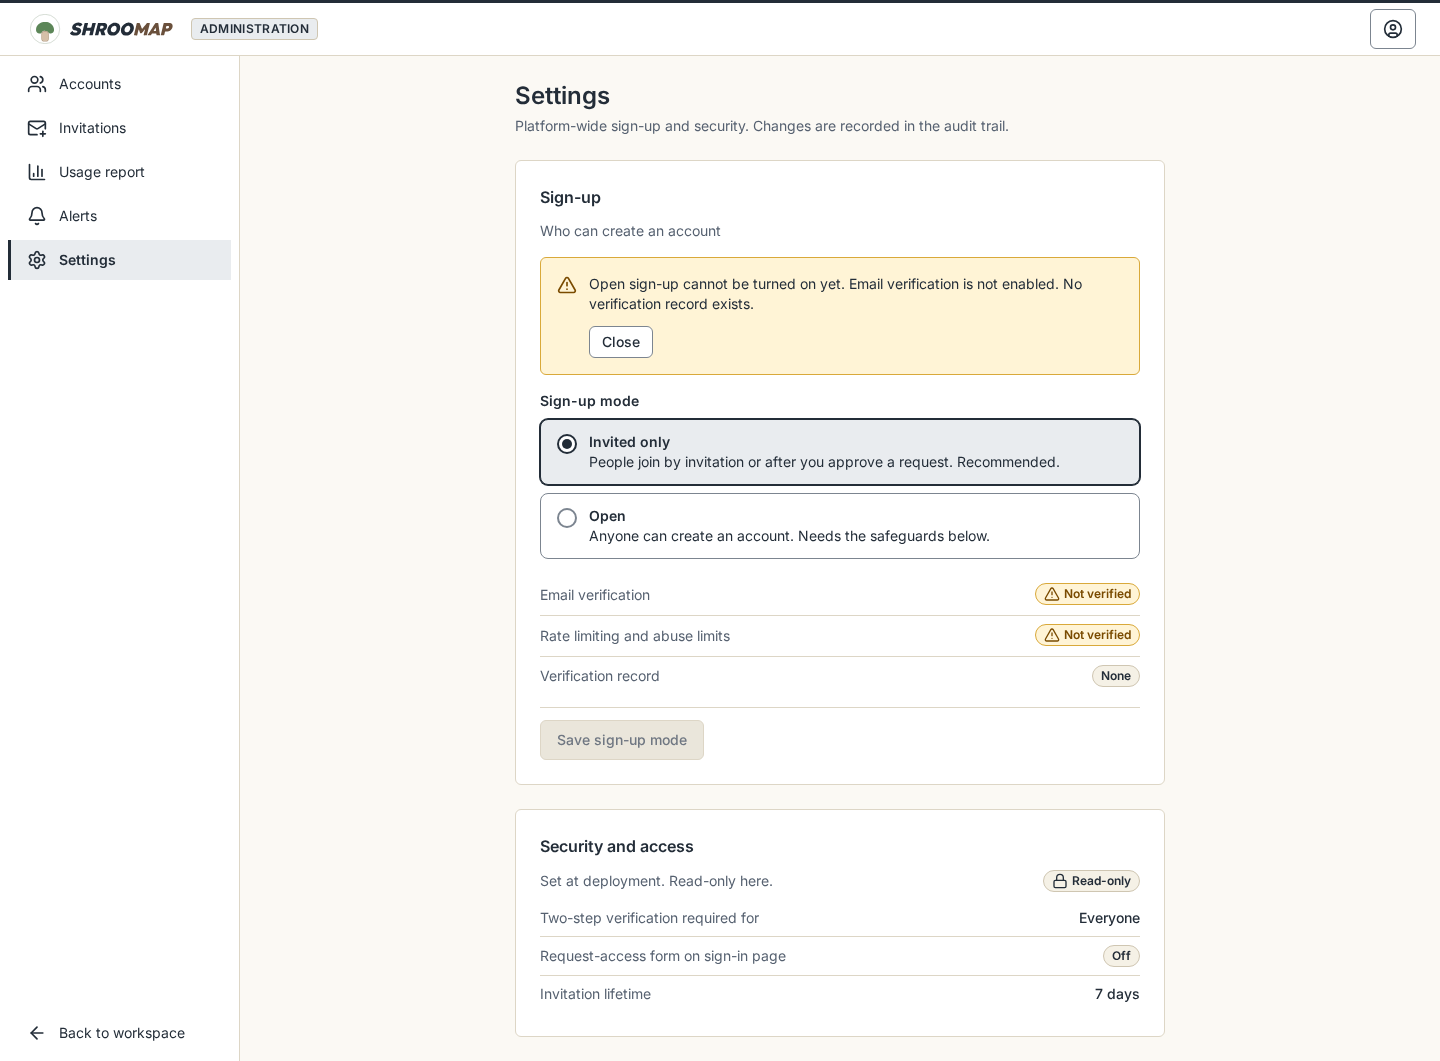 SHROOMAP
ADMINISTRATION
Accounts
Invitations
Usage report
Alerts
Settings
Back to workspace
Settings
Platform-wide sign-up and security. Changes are recorded in the audit trail.
Sign-up
Who can create an account
Open sign-up cannot be turned on yet. Email verification is not enabled. No
verification record exists.
Close
Sign-up mode
Invited only
People join by invitation or after you approve a request. Recommended.
Open
Anyone can create an account. Needs the safeguards below.
Email verification Not verified
Rate limiting and abuse limits Not verified
Verification record None
Save sign-up mode
Security and access
Set at deployment. Read-only here. Read-only
Two-step verification required for Everyone
Request-access form on sign-in page Off
Invitation lifetime 7 days